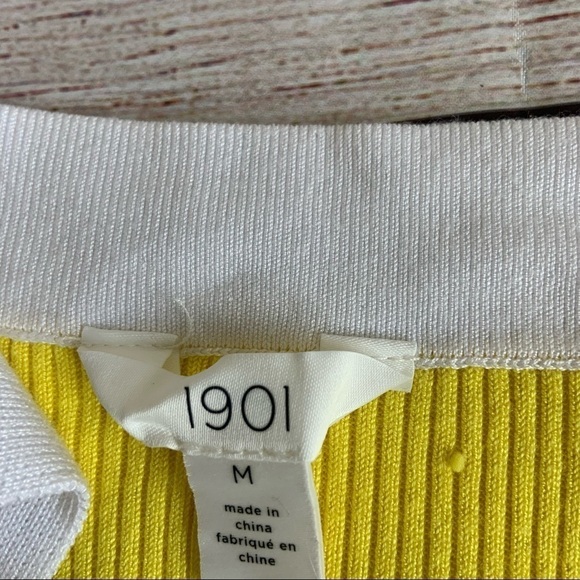 1901
M
made in
china
fabriqué en
chine